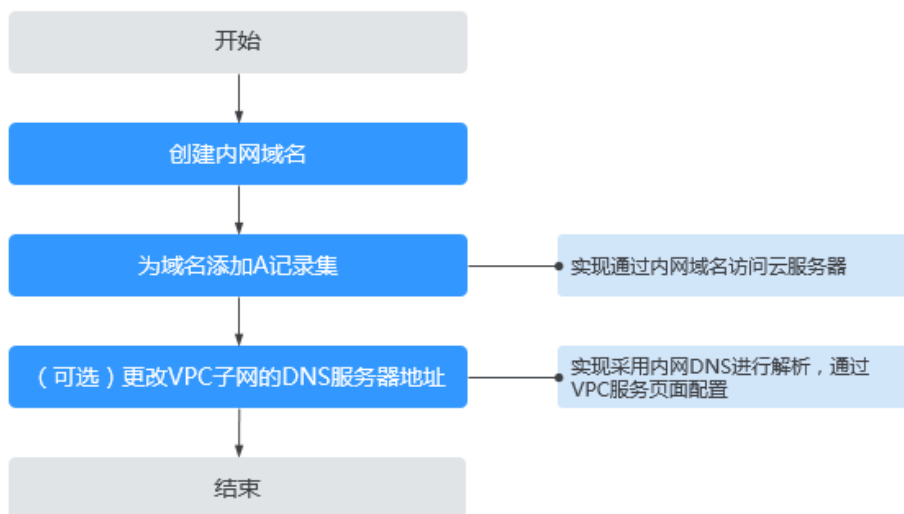 开始
创建内网域名
为域名添加A记录集
实现通过内网域名访问云服务器
（可选）更改VPC子网的DNS服务器地址
实现采用内网DNS进行解析，通过
VPC服务页面配置
结束